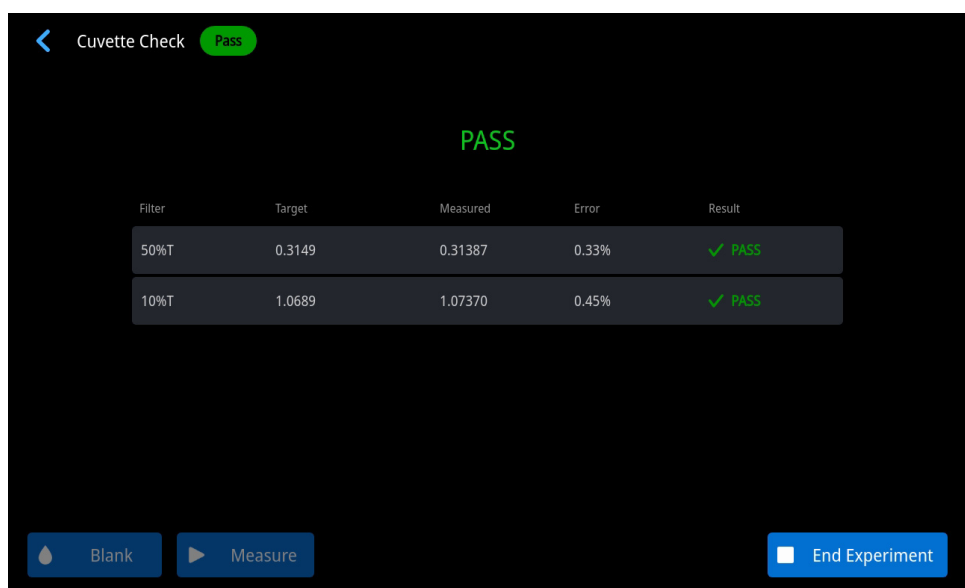 Cuvette Check Pass
PASS
Filter Target Measured Error Result
50%T 0.3149 0.31387 0.33% PASS
10%T 1.0689 1.07370 0.45% PASS
Blank Measure End Experiment